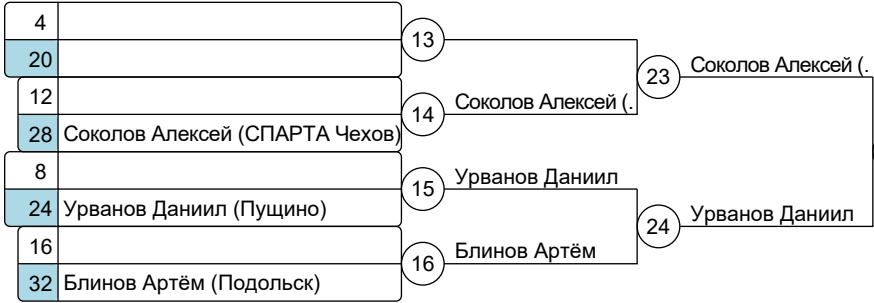 4
13
20
23
Соколов Алексей (.
12
14
Соколов Алексей (.
28 Соколов Алексей (СПАРТА Чехов)
8
15
Урванов Даниил
24 Урванов Даниил (Пущино)
24
Урванов Даниил
16
16
Блинов Артём
32 Блинов Артём (Подольск)